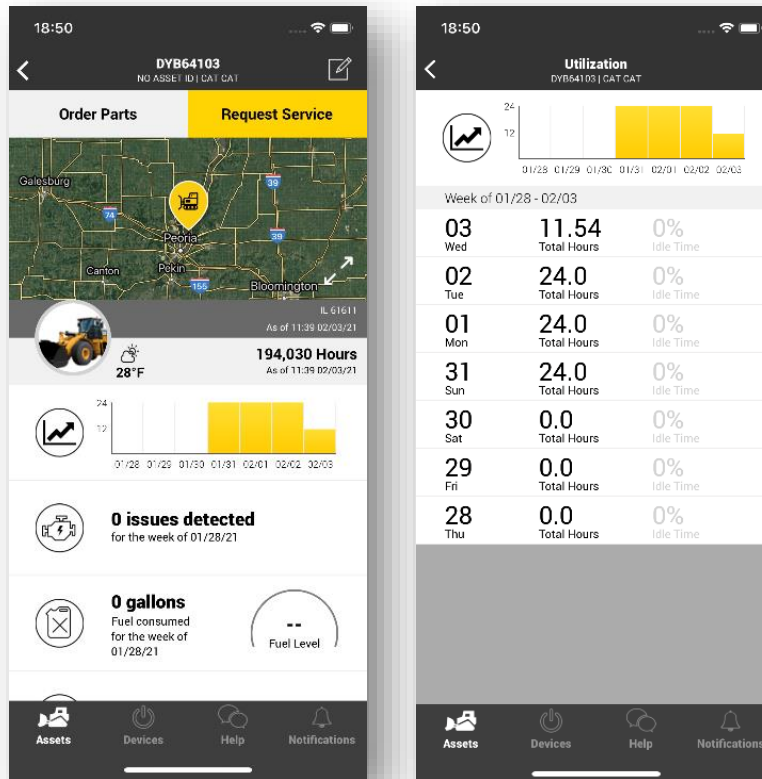 18:50
DYB64103
NO ASSET ID | CAT CAT
Order Parts
Request Service
Galesburg
39
74
Peoria
39
Canton
Pekin
155
Bloomington
IL 61611
As of 11:39 02/03/21
28°F
194,030 Hours
As of 11:39 02/03/21
24
12
01/28 01/29 01/30 01/31 02/01 02/02 02/03
0 issues detected
for the week of 01/28/21
0 gallons
Fuel consumed
for the week of
01/28/21
--
Fuel Level
Assets
Devices
Help
Notifications
18:50
Utilization
DYB64103 | CAT CAT
24
12
01/28 01/29 01/30 01/31 02/01 02/02 02/03
Week of 01/28 - 02/03
03 11.54 0%
Wed Total Hours Idle Time
02 24.0 0%
Tue Total Hours Idle Time
01 24.0 0%
Mon Total Hours Idle Time
31 24.0 0%
Sun Total Hours Idle Time
30 0.0 0%
Sat Total Hours Idle Time
29 0.0 0%
Fri Total Hours Idle Time
28 0.0 0%
Thu Total Hours Idle Time
Assets
Devices
Help
Notifications